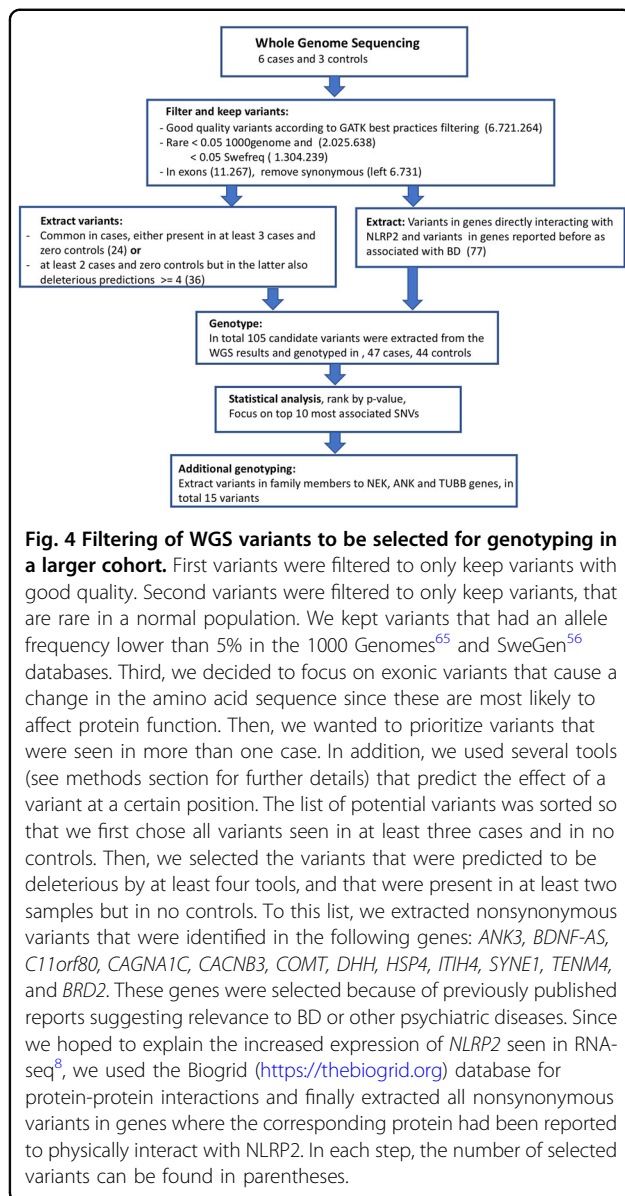 Whole Genome Sequencing
6 cases and 3 controls
Filter and keep variants:
- Good quality variants according to GATK best practices filtering (6.721.264)
- Rare < 0.05 1000genome and (2.025.638)
< 0.05 Swefreq ( 1.304.239)
- In exons (11.267), remove synonymous (left 6.731)
Extract variants:
- Common in cases, either present in at least 3 cases and
zero controls (24) or
- at least 2 cases and zero controls but in the latter also
deleterious predictions >= 4 (36)
Extract: Variants in genes directly interacting with
NLRP2 and variants in genes reported before as
associated with BD (77)
Genotype:
In total 105 candidate variants were extracted from the
WGS results and genotyped in , 47 cases, 44 controls
Statistical analysis, rank by p-value,
Focus on top 10 most associated SNVs
Additional genotyping:
Extract variants in family members to NEK, ANK and TUBB genes, in
total 15 variants
Fig. 4 Filtering of WGS variants to be selected for genotyping in
a larger cohort. First variants were filtered to only keep variants with
good quality. Second variants were filtered to only keep variants, that
are rare in a normal population. We kept variants that had an allele
frequency lower than 5% in the 1000 Genomes65 and SweGen56
databases. Third, we decided to focus on exonic variants that cause a
change in the amino acid sequence since these are most likely to
affect protein function. Then, we wanted to prioritize variants that
were seen in more than one case. In addition, we used several tools
(see methods section for further details) that predict the effect of a
variant at a certain position. The list of potential variants was sorted so
that we first chose all variants seen in at least three cases and in no
controls. Then, we selected the variants that were predicted to be
deleterious by at least four tools, and that were present in at least two
samples but in no controls. To this list, we extracted nonsynonymous
variants that were identified in the following genes: ANK3, BDNF-AS,
C11orf80, CAGNA1C, CACNB3, COMT, DHH, HSP4, ITIH4, SYNE1, TENM4,
and BRD2. These genes were selected because of previously published
reports suggesting relevance to BD or other psychiatric diseases. Since
we hoped to explain the increased expression of NLRP2 seen in RNA-
seq8, we used the Biogrid (https://thebiogrid.org) database for
protein-protein interactions and finally extracted all nonsynonymous
variants in genes where the corresponding protein had been reported
to physically interact with NLRP2. In each step, the number of selected
variants can be found in parentheses.